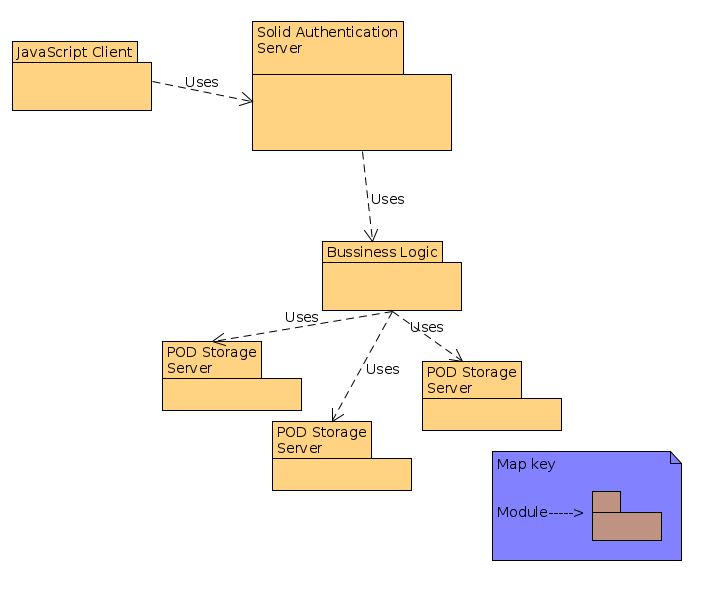 Solid Authentication
Server
JavaScript Client
Uses
Uses
Bussiness Logic
Uses
Uses
POD Storage
Server
Uses
POD Storage
Server
POD Storage
Server
Map key
Module----->